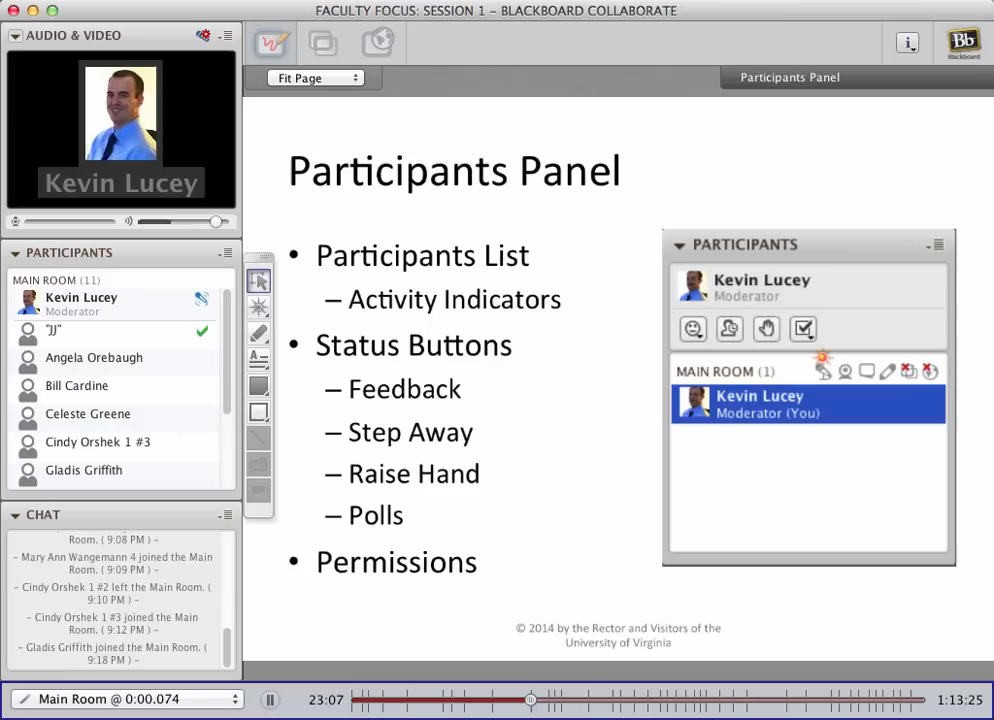 FACULTY FOCUS: SESSION 1 – BLACKBOARD COLLABORATE
AUDIO & VIDEO
Kevin Lucey
PARTICIPANTS
MAIN ROOM (11)
Kevin Lucey
Moderator
"JJ"
Angela Orebaugh
Bill Cardine
Celeste Greene
Cindy Orshek 1 #3
Gladis Griffith
CHAT
Room. ( 9:08 PM ) –
– Mary Ann Wangemann 4 joined the Main
Room. ( 9:09 PM ) –
– Cindy Orshek 1 #2 left the Main Room. (
9:10 PM ) –
– Cindy Orshek 1 #3 joined the Main
Room. ( 9:12 PM ) –
– Gladis Griffith joined the Main Room. (
9:18 PM ) –
Fit Page
Participants Panel
i
Bb
Blackboard
Participants Panel
• Participants List
– Activity Indicators
• Status Buttons
– Feedback
– Step Away
– Raise Hand
– Polls
• Permissions
PARTICIPANTS
Kevin Lucey
Moderator
MAIN ROOM (1)
Kevin Lucey
Moderator (You)
© 2014 by the Rector and Visitors of the
University of Virginia
Main Room @ 0:00.074
23:07
1:13:25